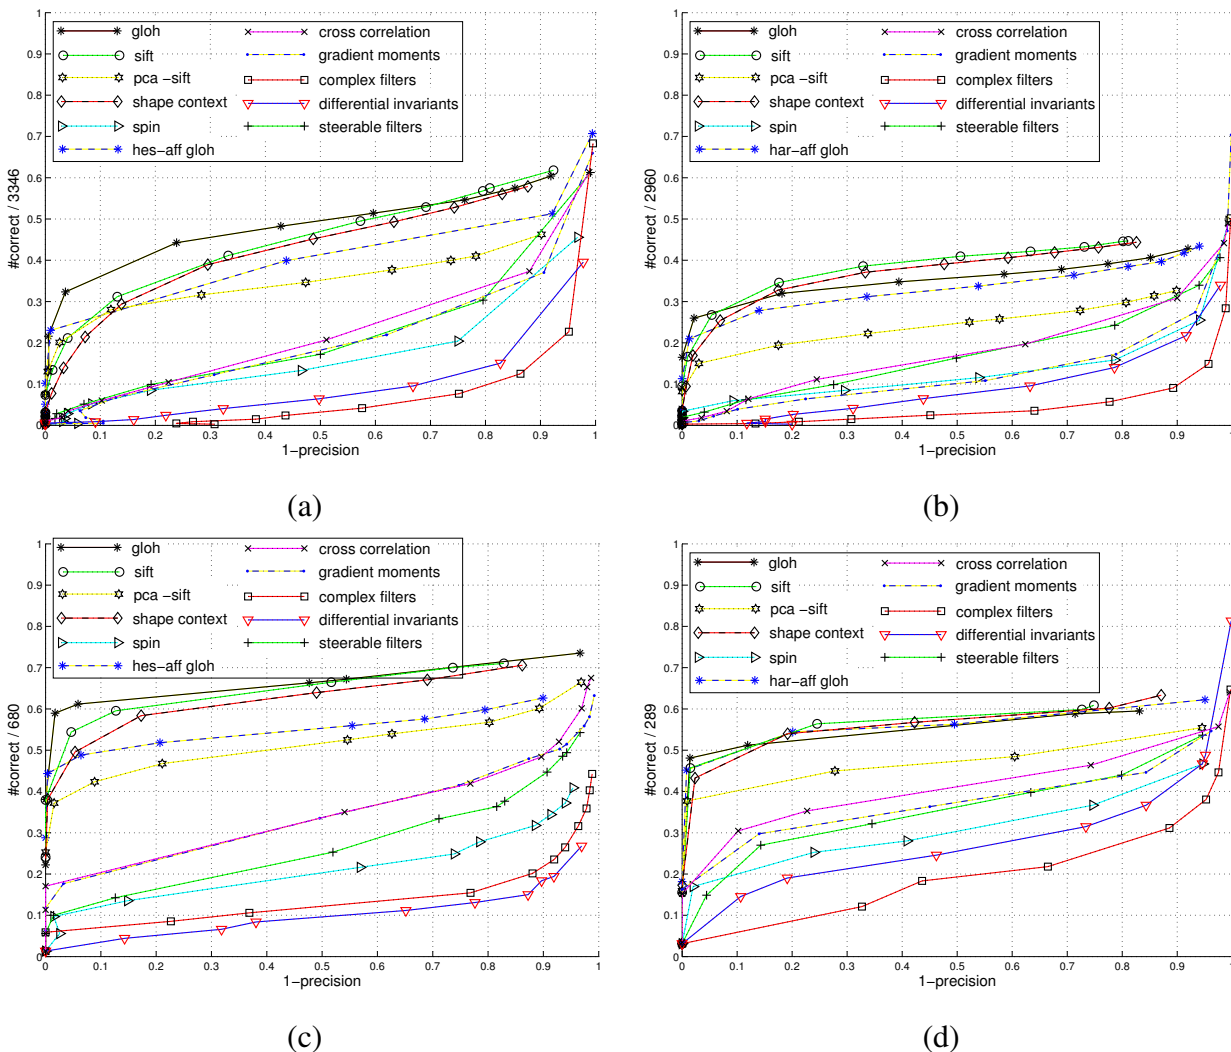 1
0.9
0.8
0.7
0.6
0.5
0.4
0.3
0.2
0.1
0
#correct / 3346
gloh
sift
pca -sift
shape context
spin
hes-aff gloh
cross correlation
gradient moments
complex filters
differential invariants
steerable filters
0 0.1 0.2 0.3 0.4 0.5 0.6 0.7 0.8 0.9 1
1-precision
(a)
1
0.9
0.8
0.7
0.6
0.5
0.4
0.3
0.2
0.1
0
#correct / 2960
gloh
sift
pca -sift
shape context
spin
har-aff gloh
cross correlation
gradient moments
complex filters
differential invariants
steerable filters
0 0.1 0.2 0.3 0.4 0.5 0.6 0.7 0.8 0.9 1
1-precision
(b)
1
0.9
0.8
0.7
0.6
0.5
0.4
0.3
0.2
0.1
0
#correct / 680
gloh
sift
pca -sift
shape context
spin
hes-aff gloh
cross correlation
gradient moments
complex filters
differential invariants
steerable filters
0 0.1 0.2 0.3 0.4 0.5 0.6 0.7 0.8 0.9 1
1-precision
(c)
1
0.9
0.8
0.7
0.6
0.5
0.4
0.3
0.2
0.1
0
#correct / 289
gloh
sift
pca -sift
shape context
spin
har-aff gloh
cross correlation
gradient moments
complex filters
differential invariants
steerable filters
0 0.1 0.2 0.3 0.4 0.5 0.6 0.7 0.8 0.9 1
1-precision
(d)